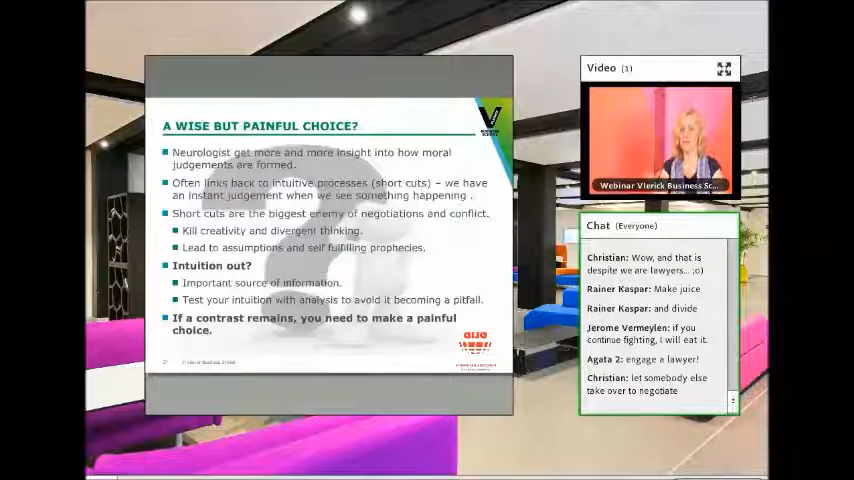 A WISE BUT PAINFUL CHOICE?
Neurologist get more and more insight into how moral
judgements are formed.
Often links back to intuitive processes (short cuts) – we have
an instant judgement when we see something happening .
Short cuts are the biggest enemy of negotiations and conflict.
Kill creativity and divergent thinking.
Lead to assumptions and self fulfilling prophecies.
Intuition out?
Important source of information.
Test your intuition with analysis to avoid it becoming a pitfall.
If a contrast remains, you need to make a painful
choice.
Video (1)
Webinar Vlerick Business Sc...
Chat (Everyone)
Christian: Wow, and that is
despite we are lawyers... ;o)
Rainer Kaspar: Make juice
Rainer Kaspar: and divide
Jerome Vermeylen: if you
continue fighting, I will eat it.
Agata 2: engage a lawyer!
Christian: let somebody else
take over to negotiate